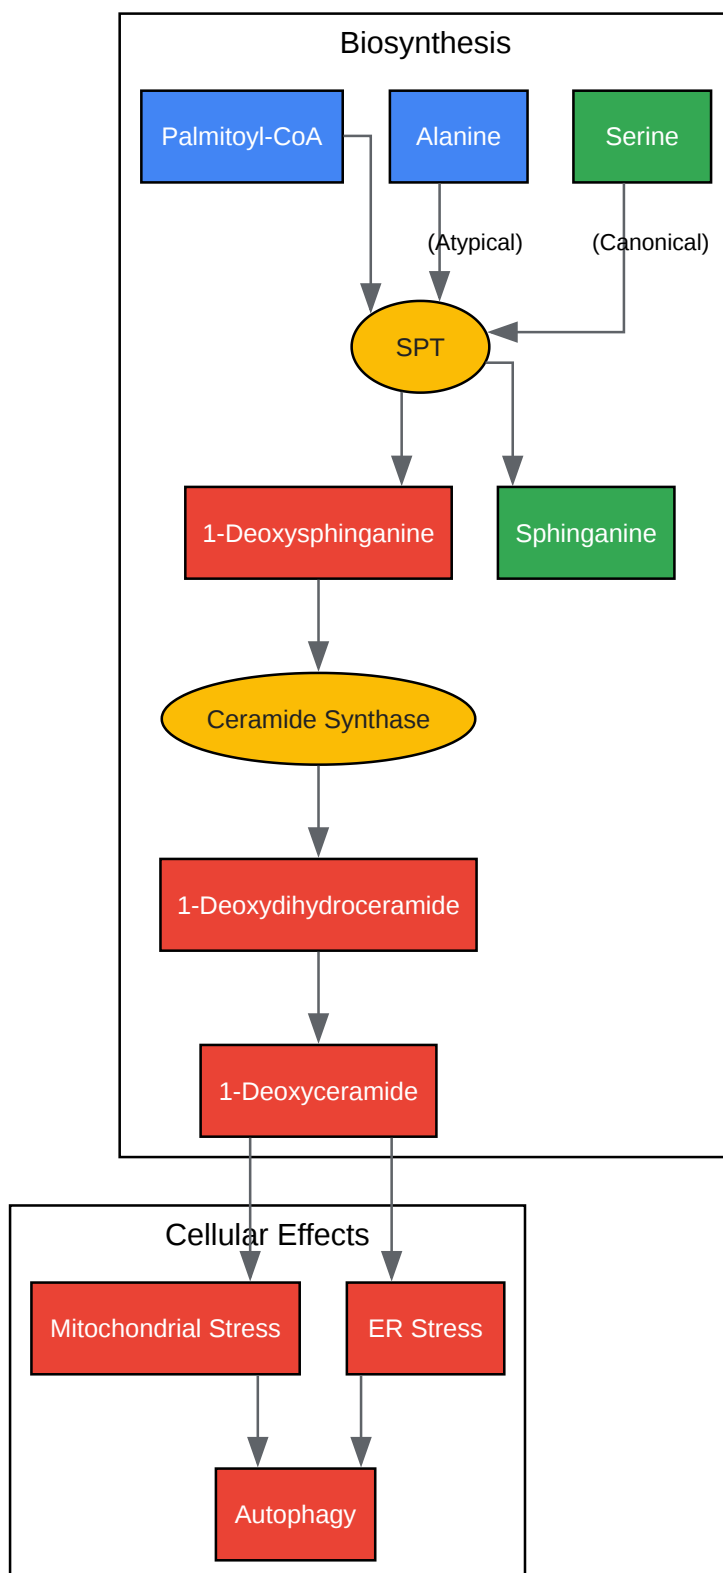 Biosynthesis
Palmitoyl-CoA
Alanine
Serine
(Atypical)
(Canonical)
SPT
1-Deoxysphinganine
Sphinganine
Ceramide Synthase
1-Deoxydihydroceramide
1-Deoxyceramide
Cellular Effects
Mitochondrial Stress
ER Stress
Autophagy